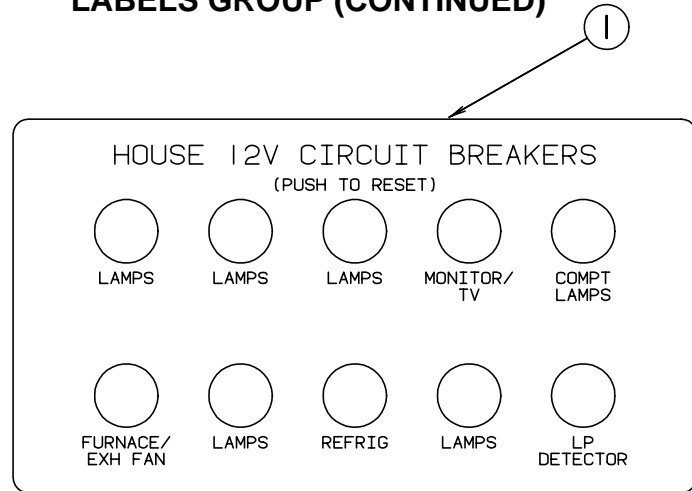 LABELS GROUP (CONTINUED)
1
HOUSE 12V CIRCUIT BREAKERS
(PUSH TO RESET)
LAMPS LAMPS LAMPS MONITOR/ COMPT
TV LAMPS
FURNACE/ LAMPS REFRIG LAMPS LP
EXH FAN DETECTOR